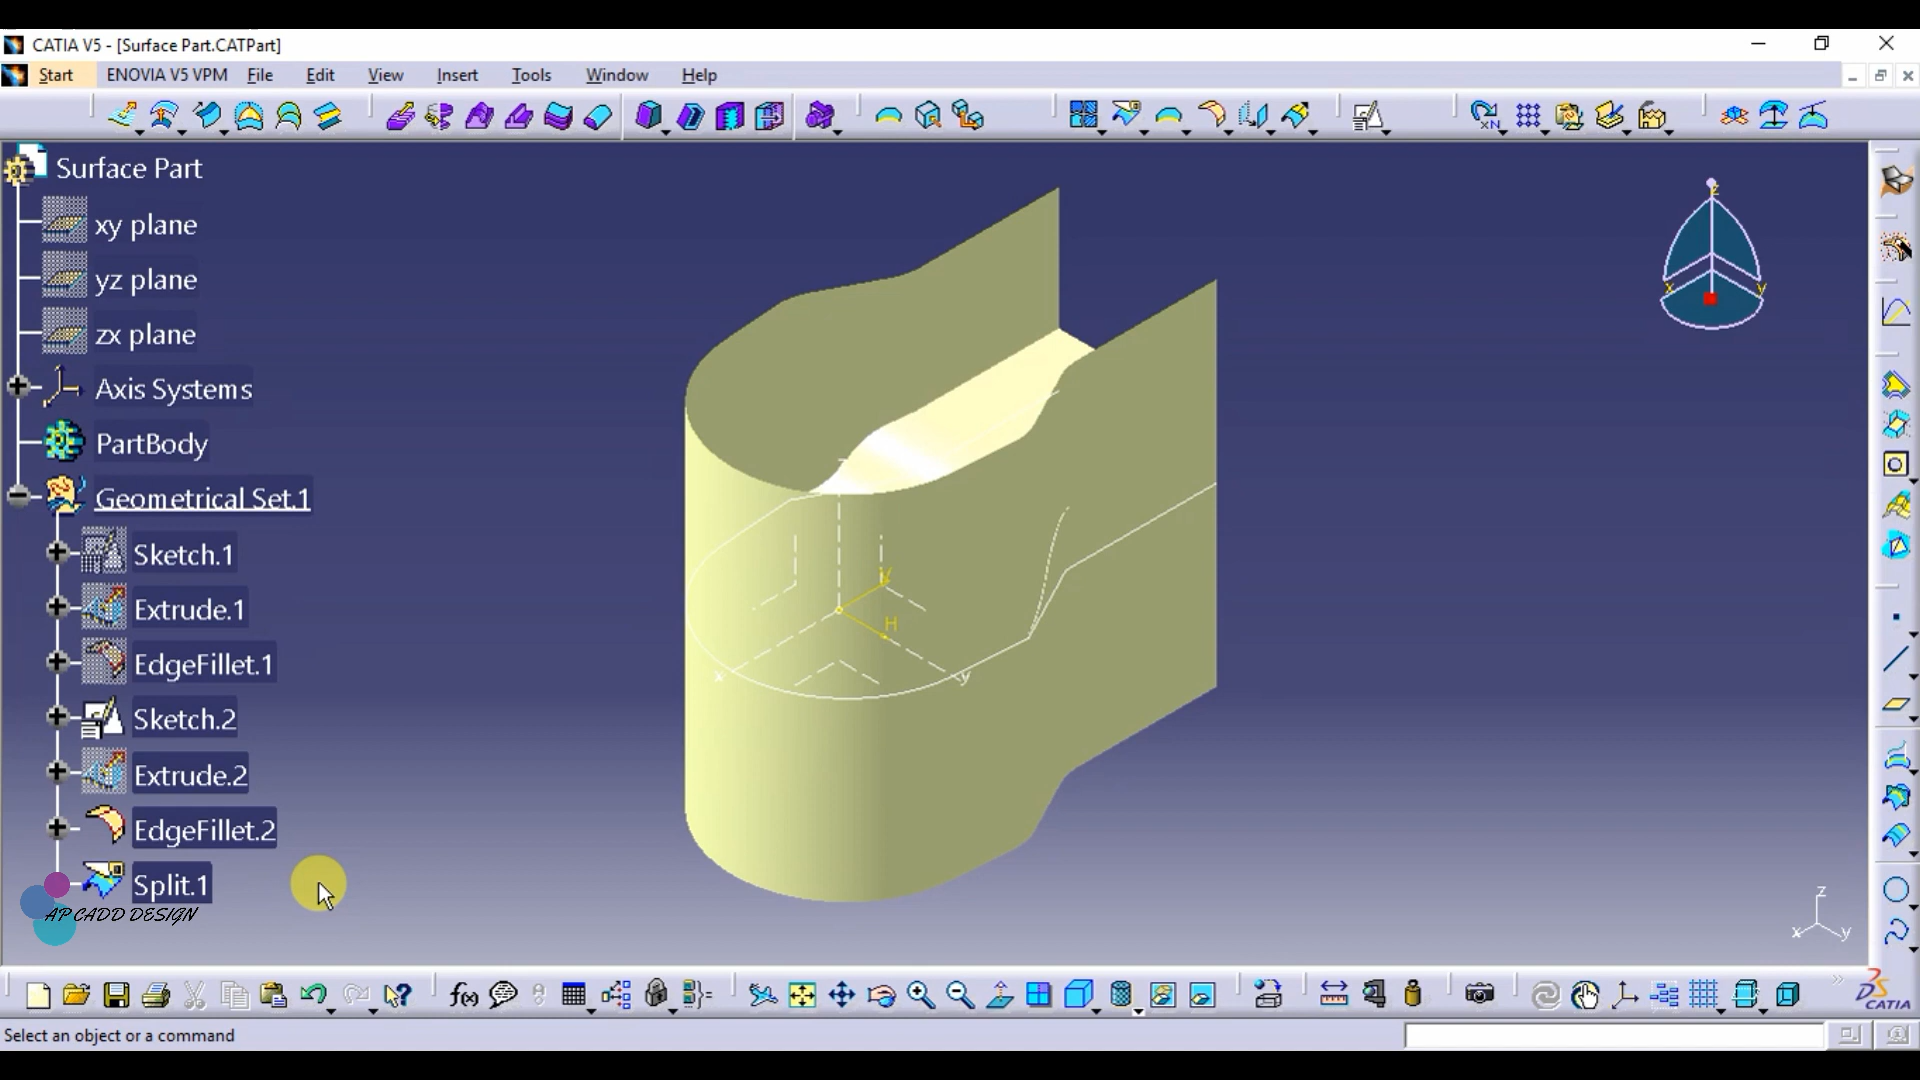 CATIA V5 - [Surface Part.CATPart]
Start ENOVIA V5 VPM File Edit View Insert Tools Window Help
Surface Part
xy plane
yz plane
zx plane
Axis Systems
PartBody
Geometrical Set.1
Sketch.1
Extrude.1
EdgeFillet.1
Sketch.2
Extrude.2
EdgeFillet.2
Split.1
AP CADD DESIGN
V
H
x
y
z
x
y
z
x
y
f(x)
CATIA
Select an object or a command